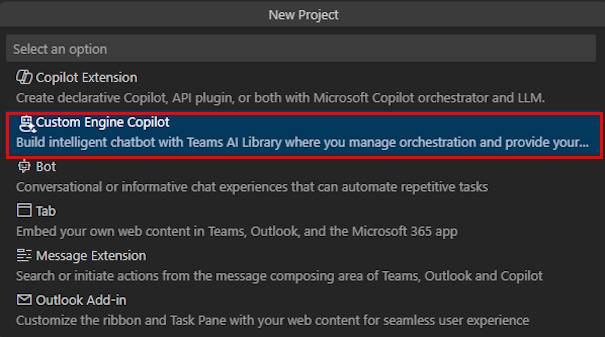 New Project
Select an option
Copilot Extension
Create declarative Copilot, API plugin, or both with Microsoft Copilot orchestrator and LLM.
Custom Engine Copilot
Build intelligent chatbot with Teams AI Library where you manage orchestration and provide your...
Bot
Conversational or informative chat experiences that can automate repetitive tasks
Tab
Embed your own web content in Teams, Outlook, and the Microsoft 365 app
Message Extension
Search or initiate actions from the message composing area of Teams, Outlook and Copilot
Outlook Add-in
Customize the ribbon and Task Pane with your web content for seamless user experience